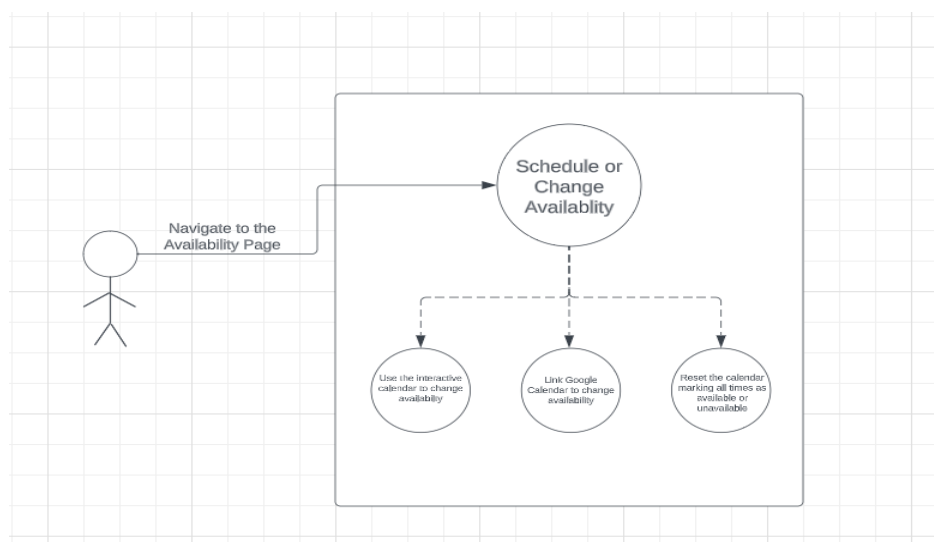 Schedule or
Change
Availablity
Navigate to the
Availability Page
Use the interactive
calendar to change
availability
Link Google
Calendar to change
availability
Reset the calendar
marking all times as
available or
unavailable